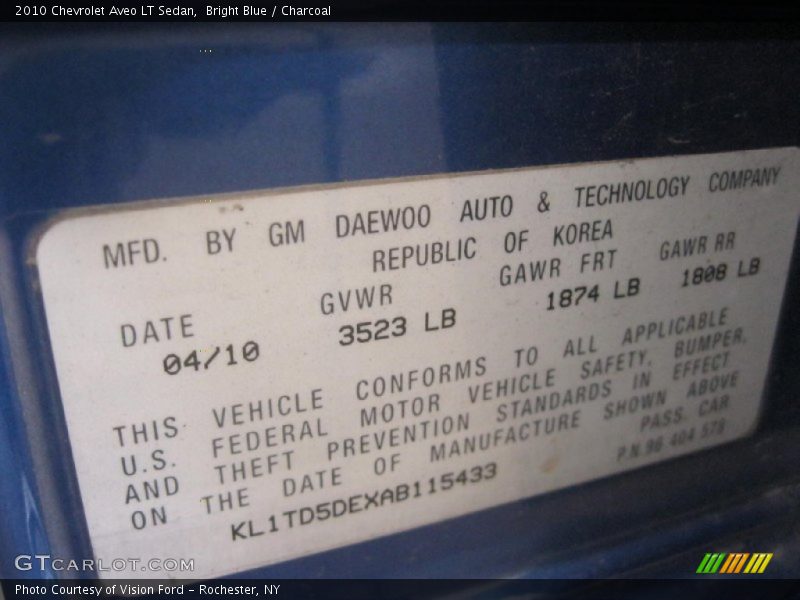 2010 Chevrolet Aveo LT Sedan,  Bright Blue / Charcoal
MFD. BY GM DAEWOO AUTO & TECHNOLOGY COMPANY
REPUBLIC OF KOREA
DATE GVWR GAWR FRT GAWR RR
04/10 3523 LB 1874 LB 1808 LB
THIS VEHICLE CONFORMS TO ALL APPLICABLE
U.S. FEDERAL MOTOR VEHICLE SAFETY, BUMPER,
AND THEFT PREVENTION STANDARDS IN EFFECT
ON THE DATE OF MANUFACTURE SHOWN ABOVE
KL1TD5DEXAB115433 PASS. CAR
P.N. 96 404 578
GTCARLOT.COM
Photo Courtesy of Vision Ford – Rochester, NY